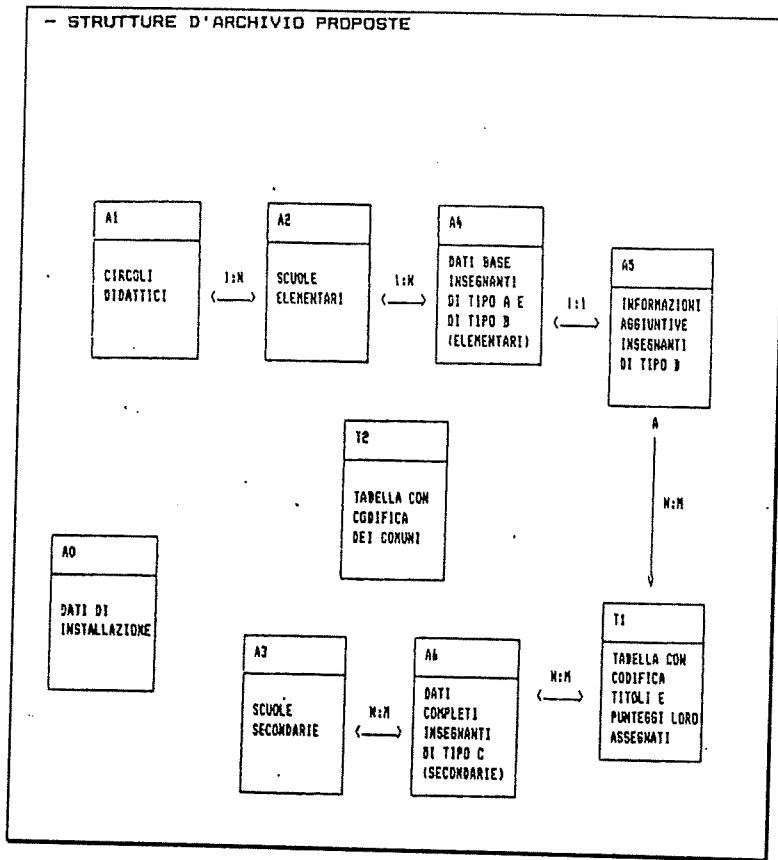 - STRUTTURE D'ARCHIVIO PROPOSTE
A1
CIRCOLI
DIDATTICI
1:N
A2
SCUOLE
ELEMENTARI
1:N
A4
DATI BASE
INSEGNANTI
DI TIPO A E
DI TIPO B
(ELEMENTARI)
1:1
A5
INFORMAZIONI
AGGIUNTIVE
INSEGNANTI
DI TIPO B
N:M
T2
TABELLA CON
CODIFICA
DEI COMUNI
A0
DATI DI
INSTALLAZIONE
A3
SCUOLE
SECONDARIE
N:M
A6
DATI
COMPLETI
INSEGNANTI
DI TIPO C
(SECONDARIE)
N:M
T1
TABELLA CON
CODIFICA
TITOLI E
PUNTEGGI LORO
ASSEGNATI